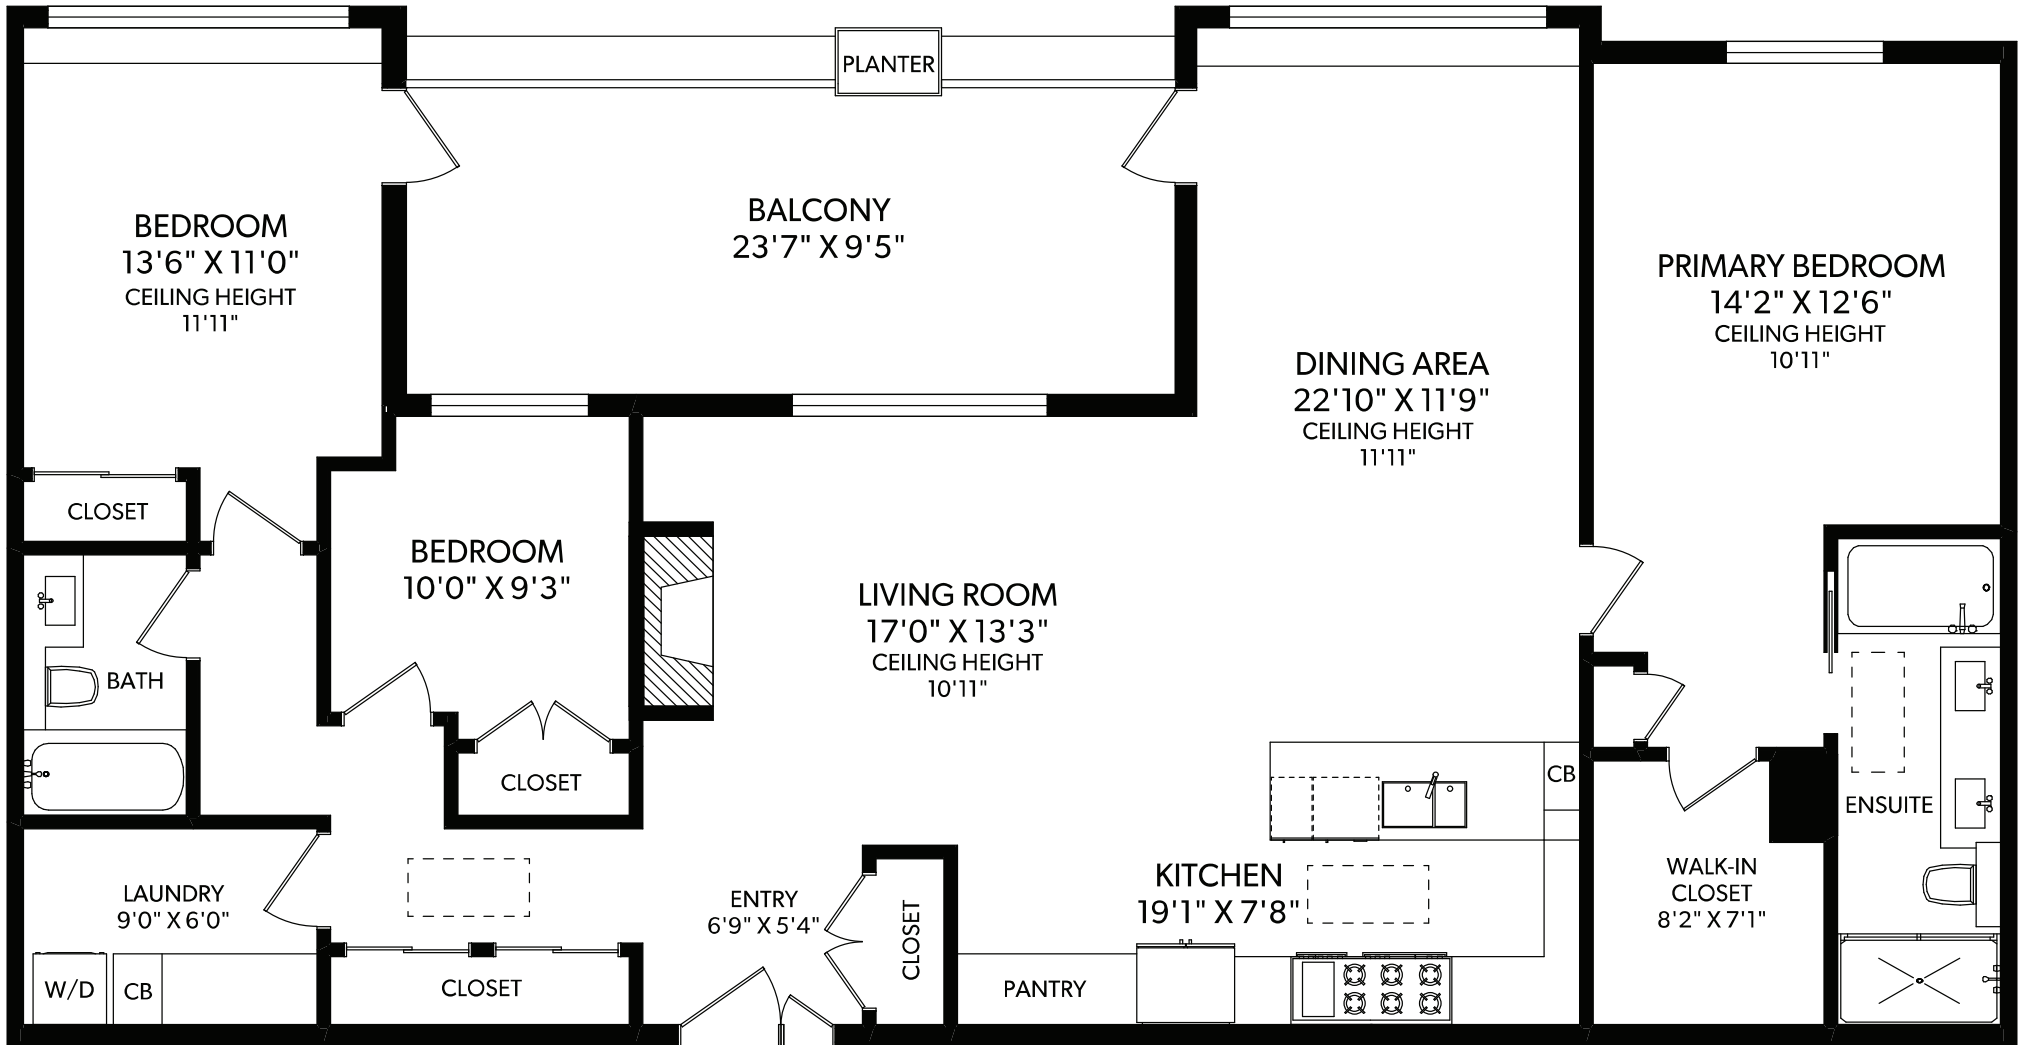 PLANTER
BEDROOM
13'6" X 11'0"
CEILING HEIGHT
11'11"
BALCONY
23'7" X 9'5"
PRIMARY BEDROOM
14'2" X 12'6"
CEILING HEIGHT
10'11"
DINING AREA
22'10" X 11'9"
CEILING HEIGHT
11'11"
CLOSET
BEDROOM
10'0" X 9'3"
LIVING ROOM
17'0" X 13'3"
CEILING HEIGHT
10'11"
BATH
CLOSET
CB
ENSUITE
LAUNDRY
9'0" X 6'0"
ENTRY
6'9" X 5'4"
CLOSET
KITCHEN
19'1" X 7'8"
WALK-IN
CLOSET
8'2" X 7'1"
W/D
CB
CLOSET
PANTRY